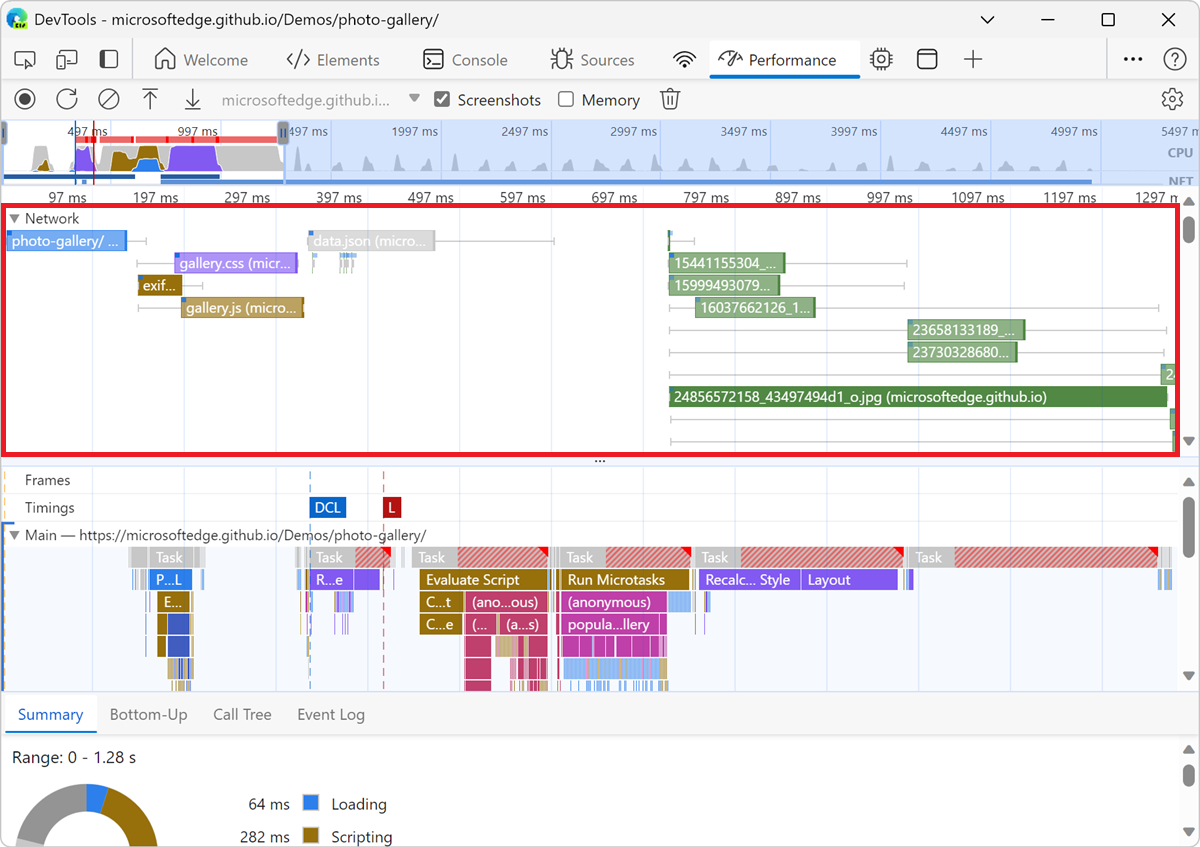 DevTools - microsoftedge.github.io/Demos/photo-gallery/
Welcome Elements Console Sources Performance
microsoftedge.github.i... Screenshots Memory
497 ms 997 ms 497 ms 1997 ms 2497 ms 2997 ms 3497 ms 3997 ms 4497 ms 4997 ms 5497 m
CPU
NET
97 ms 197 ms 297 ms 397 ms 497 ms 597 ms 697 ms 797 ms 897 ms 997 ms 1097 ms 1197 ms 1297 m
Network
photo-gallery/ ... data.json (micro...
gallery.css (micr... 15441155304_...
exif... 15999493079...
gallery.js (micro... 16037662126_1...
23658133189_...
23730328680...
2
24856572158_43497494d1_o.jpg (microsoftedge.github.io)
...
Frames
Timings DCL L
Main — https://microsoftedge.github.io/Demos/photo-gallery/
Task Task Task Task Task Task
P...L R...e Evaluate Script Run Microtasks Recalc... Style Layout
E... C...t (ano...ous) (anonymous)
C...e (... (a...s) popula...llery
Summary Bottom-Up Call Tree Event Log
Range: 0 - 1.28 s
64 ms Loading
282 ms Scripting